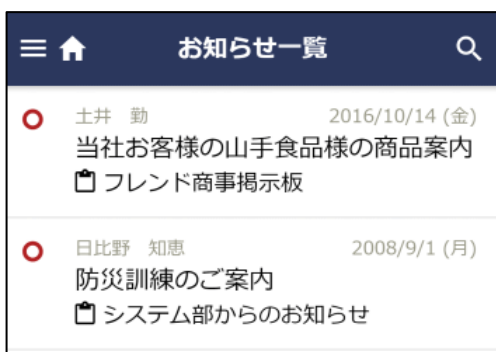 お知らせ一覧
土井　勤 2016/10/14 (金)
当社お客様の山手食品様の商品案内
フレンド商事掲示板
日比野　知恵 2008/9/1 (月)
防災訓練のご案内
システム部からのお知らせ